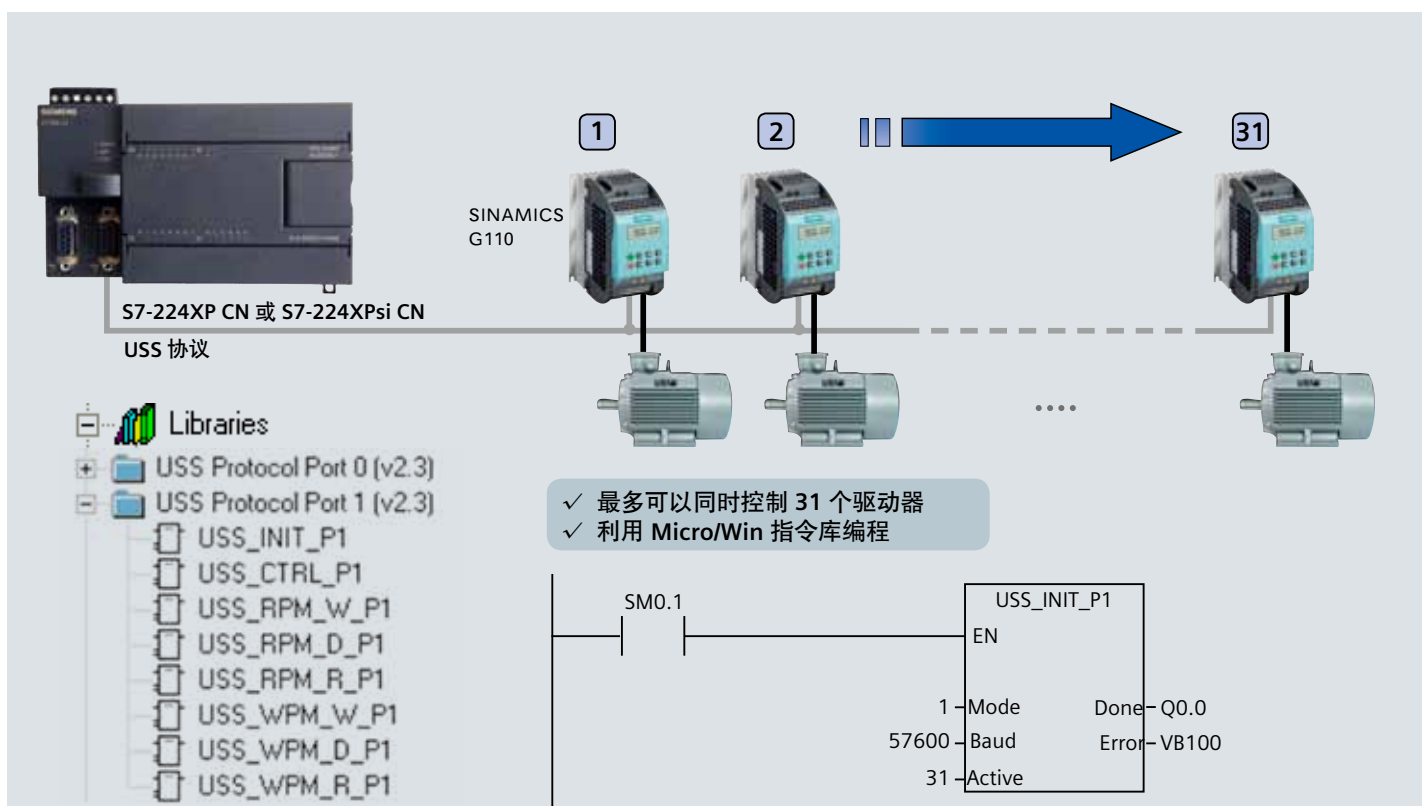 SIEMENS
1
2
31
SINAMICS
G110
S7-224XP CN 或 S7-224XPsi CN
USS 协议
....
Libraries
USS Protocol Port 0 (v2.3)
USS Protocol Port 1 (v2.3)
USS_INIT_P1
USS_CTRL_P1
USS_RPM_W_P1
USS_RPM_D_P1
USS_RPM_R_P1
USS_WPM_W_P1
USS_WPM_D_P1
USS_WPM_R_P1
✓ 最多可以同时控制 31 个驱动器
✓ 利用 Micro/Win 指令库编程
SM0.1
USS_INIT_P1
EN
1 Mode Done Q0.0
57600 Baud Error VB100
31 Active